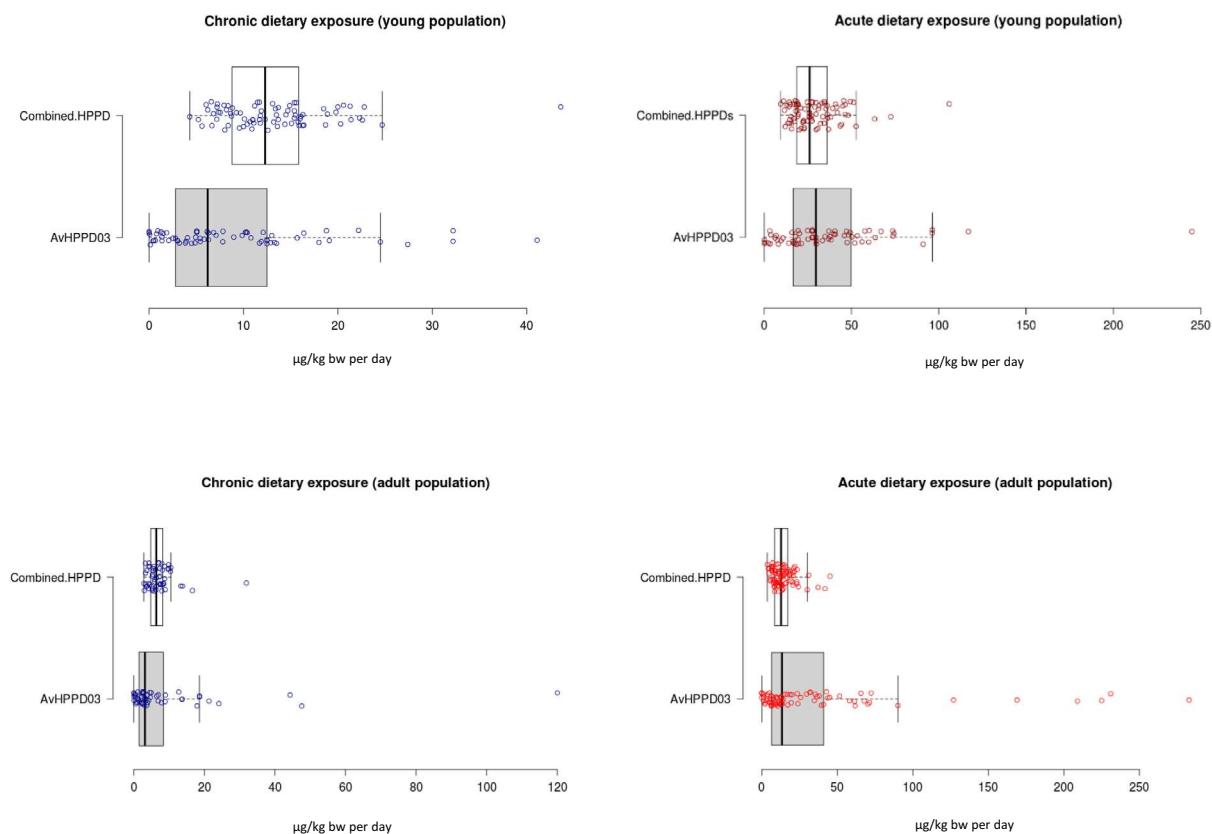 Chronic dietary exposure (young population)
Combined.HPPD
AvHPPD03
0 10 20 30 40
µg/kg bw per day
Acute dietary exposure (young population)
Combined.HPPDs
AvHPPD03
0 50 100 150 200 250
µg/kg bw per day
Chronic dietary exposure (adult population)
Combined.HPPD
AvHPPD03
0 20 40 60 80 100 120
µg/kg bw per day
Acute dietary exposure (adult population)
Combined.HPPD
AvHPPD03
0 50 100 150 200 250
µg/kg bw per day